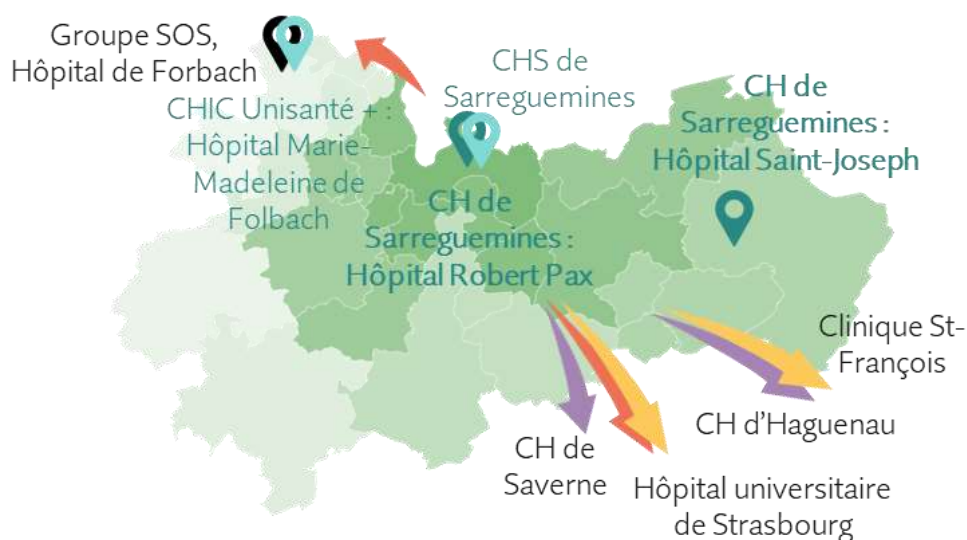 Groupe SOS,
Hôpital de Forbach
CHIC Unisanté + :
Hôpital Marie-
Madeleine de
Folbach
CHS de
Sarreguemines
CH de
Sarreguemines :
Hôpital Saint-Joseph
CH de
Sarreguemines :
Hôpital Robert Pax
Clinique St-
François
CH d’Haguenau
CH de
Saverne
Hôpital universitaire
de Strasbourg